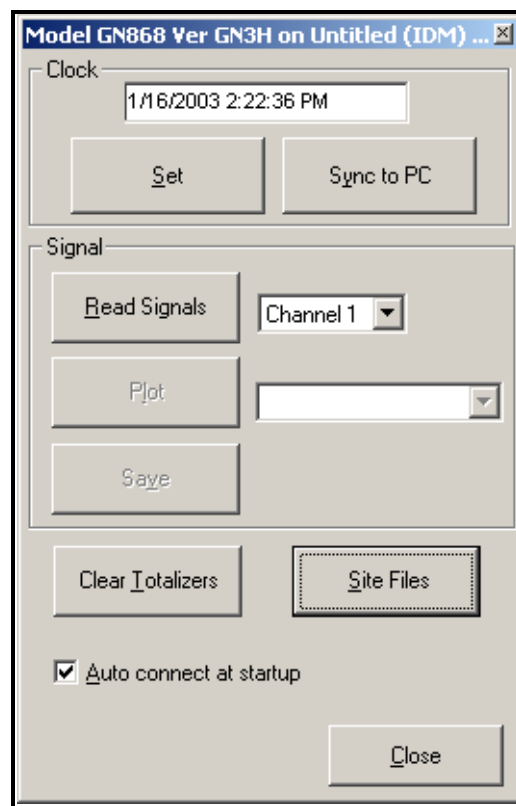 Model GN868 Ver GN3H on Untitled (IDM) ...
Clock
1/16/2003 2:22:36 PM
Set
Sync to PC
Signal
Read Signals
Channel 1
Plot
Save
Clear Totalizers
Site Files
Auto connect at startup
Close